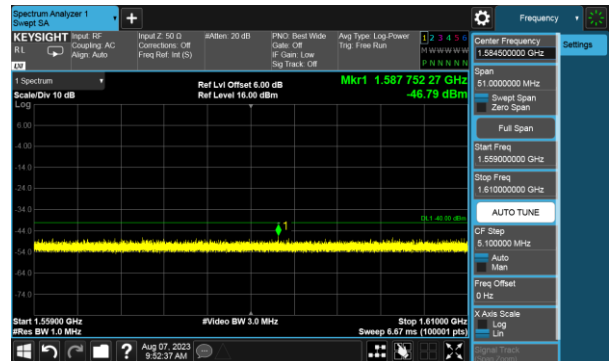 Spectrum Analyzer 1
Swept SA
Frequency
KEYSIGHT
R L
Input: RF
Coupling: AC
Align: Auto
Input Z: 50 Ω
Corrections: Off
Freq Ref: Int (S)
#Atten: 20 dB
PNO: Best Wide
Gate: Off
IF Gain: Low
Sig Track: Off
Avg Type: Log-Power
Trig: Free Run
1 2 3 4 5 6
M W W W W W
P N N N N N
Center Frequency
1.584500000 GHz
Settings
Span
51.0000000 MHz
Swept Span
Zero Span
Full Span
Start Freq
1.559000000 GHz
Stop Freq
1.610000000 GHz
AUTO TUNE
CF Step
5.100000 MHz
Auto
Man
Freq Offset
0 Hz
X Axis Scale
Log
Lin
Signal Track
1 Spectrum
Scale/Div 10 dB
Log
Ref Lvl Offset 6.00 dB
Ref Level 16.00 dBm
Mkr1 1.587 752 27 GHz
-46.79 dBm
6.00
-4.00
-14.0
-24.0
-34.0
DL1 -40.00 dBm
1
-44.0
-54.0
-64.0
-74.0
Start 1.55900 GHz
#Res BW 1.0 MHz
#Video BW 3.0 MHz
Stop 1.61000 GHz
Sweep 6.67 ms (100001 pts)
?
Aug 07, 2023
9:52:37 AM